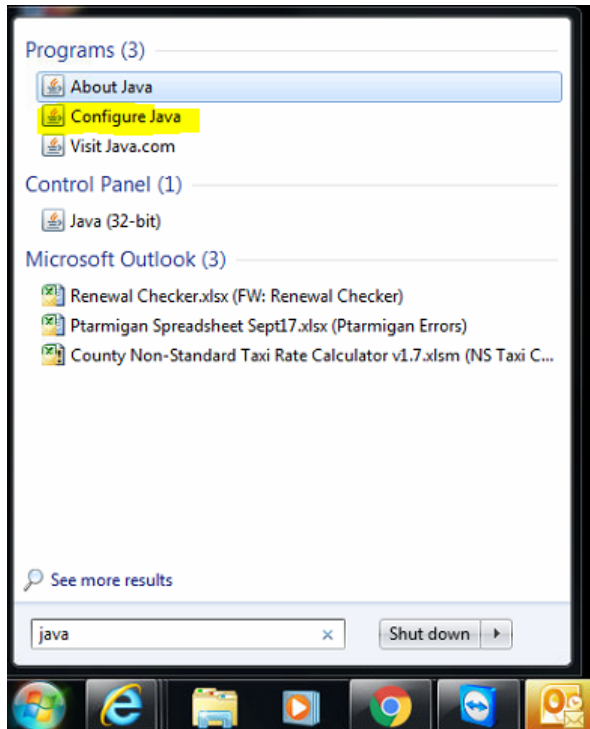 Programs (3)
About Java
Configure Java
Visit Java.com
Control Panel (1)
Java (32-bit)
Microsoft Outlook (3)
Renewal Checker.xlsx (FW: Renewal Checker)
Ptarmigan Spreadsheet Sept17.xlsx (Ptarmigan Errors)
County Non-Standard Taxi Rate Calculator v1.7.xlsm (NS Taxi C...
See more results
java
Shut down